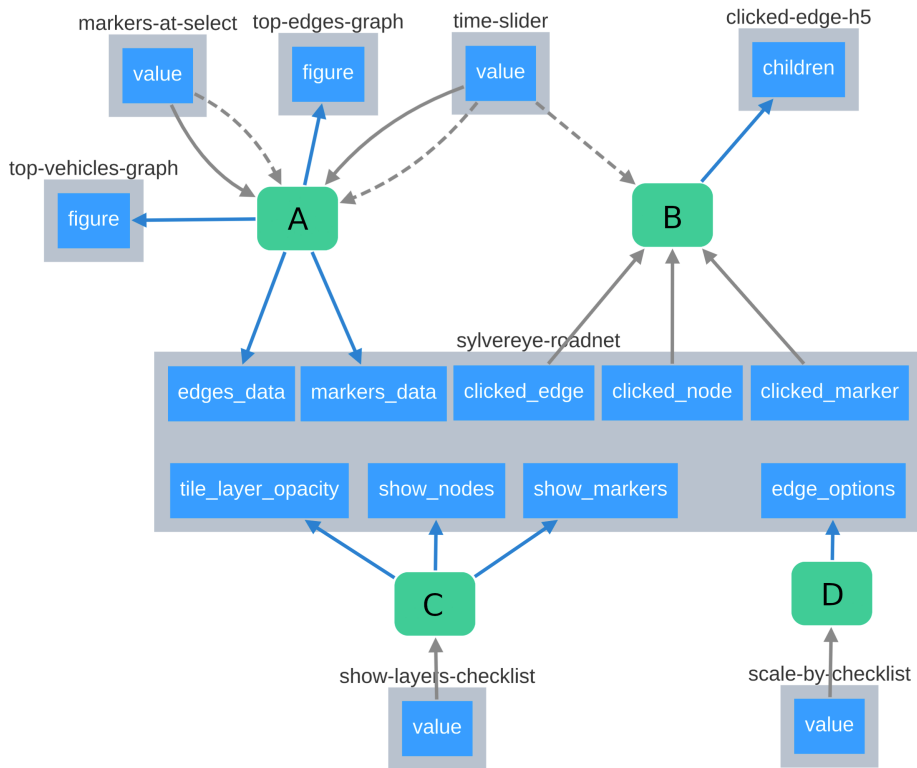 markers-at-select
top-edges-graph
time-slider
clicked-edge-h5
value
figure
value
children
top-vehicles-graph
figure
A
B
sylvereye-roadnet
edges_data
markers_data
clicked_edge
clicked_node
clicked_marker
tile_layer_opacity
show_nodes
show_markers
edge_options
C
D
show-layers-checklist
scale-by-checklist
value
value